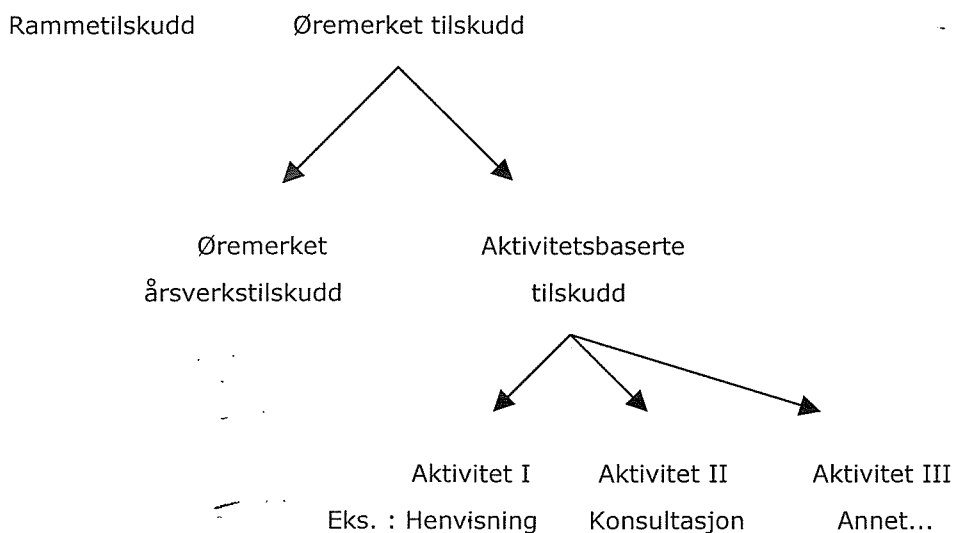 Rammetilskudd Øremerket tilskudd
Øremerket Aktivitetsbaserte
årsverkstilskudd tilskudd
Aktivitet I Aktivitet II Aktivitet III
Eks. : Henvisning Konsultasjon Annet...